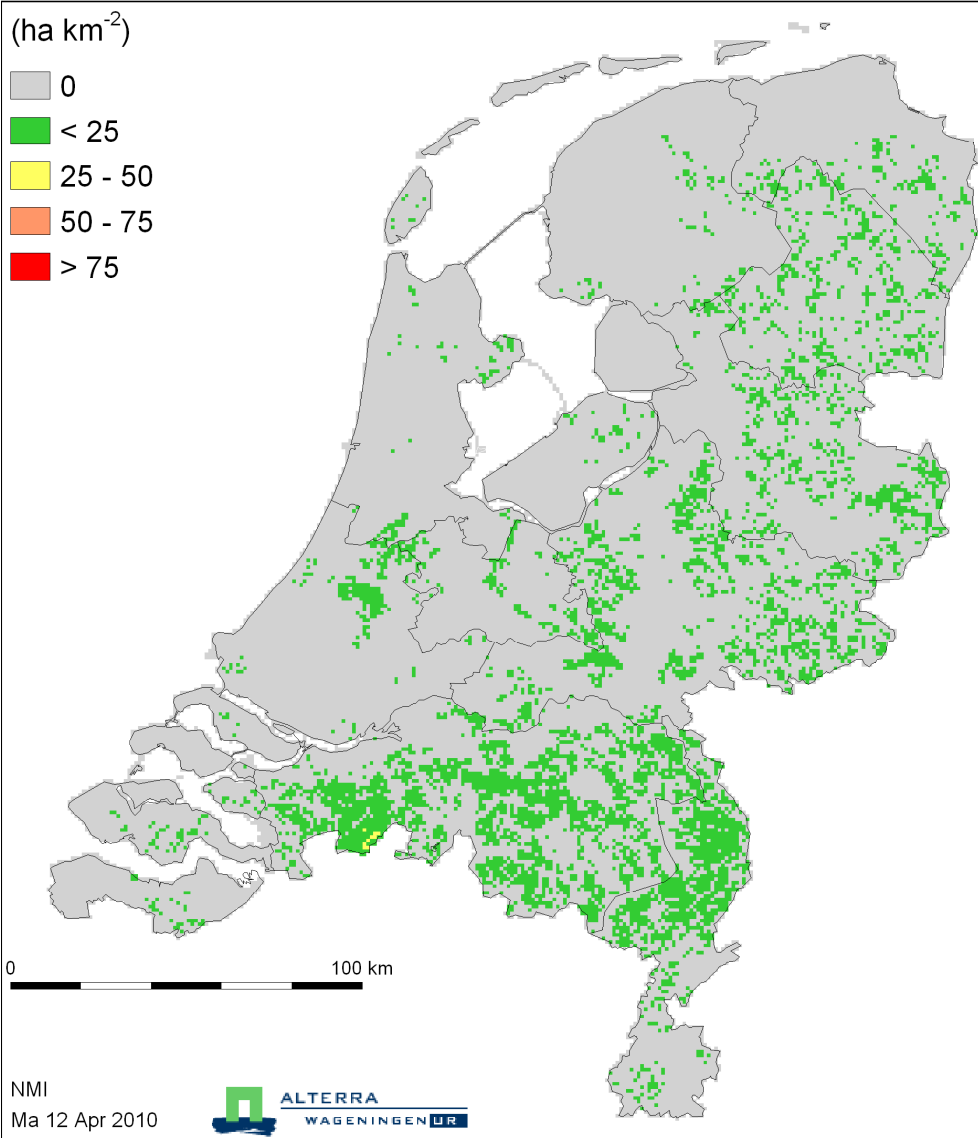 (ha km⁻²)
0
< 25
25 - 50
50 - 75
> 75
0 100 km
NMI
Ma 12 Apr 2010
ALTERRA
WAGENINGEN UR